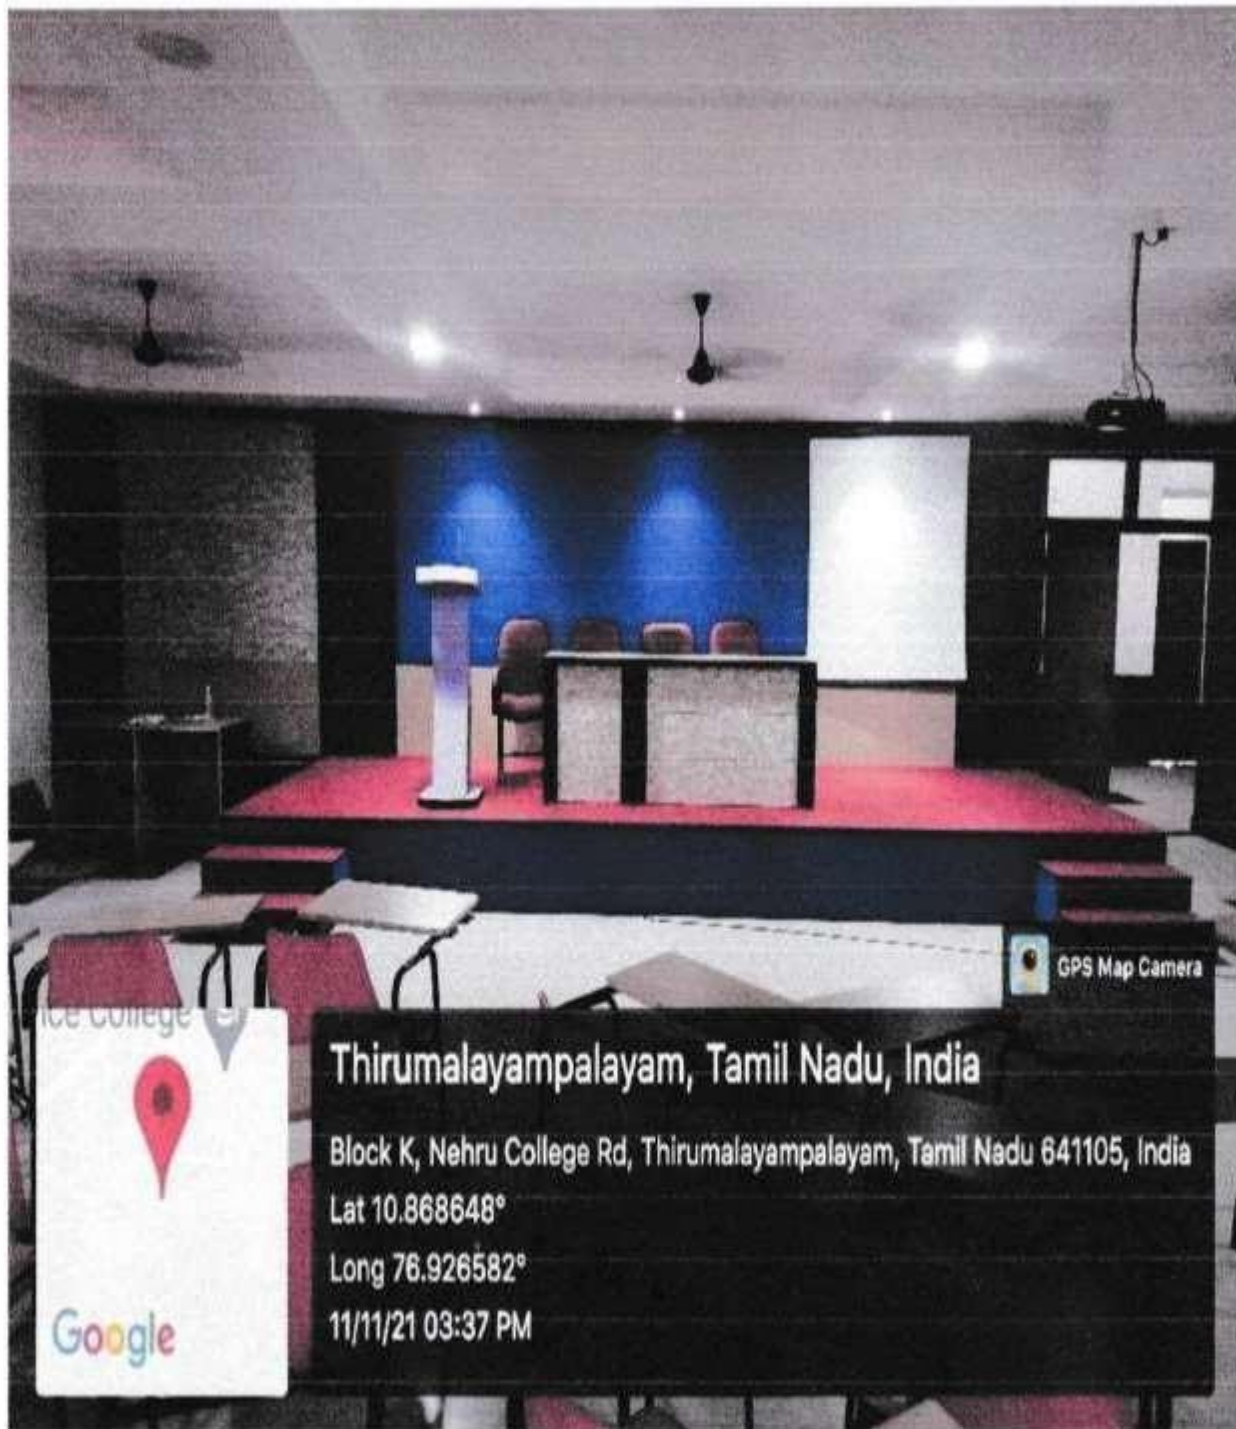 GPS Map Camera
College
Thirumalayampalayam, Tamil Nadu, India
Block K, Nehru College Rd, Thirumalayampalayam, Tamil Nadu 641105, India
Lat 10.868648°
Long 76.926582°
11/11/21 03:37 PM
Google